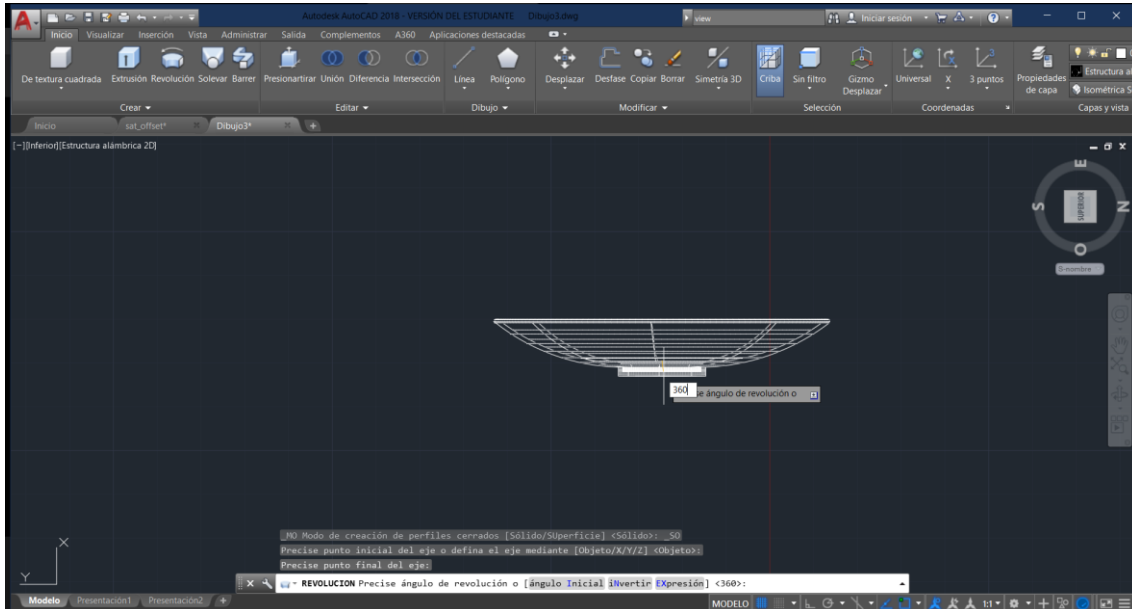 Autodesk AutoCAD 2018 - VERSIÓN DEL ESTUDIANTE Dibujo3.dwg
view
Iniciar sesión
Inicio Visualizar Inserción Vista Administrar Salida Complementos A360 Aplicaciones destacadas
De textura cuadrada Extrusión Revolución Solevar Barrer Presionartirar Unión Diferencia Intersección Línea Polígono Desplazar Desfase Copiar Borrar Simetría 3D Criba Sin filtro Gizmo Desplazar Universal X 3 puntos Propiedades de capa
Estructura al
Isométrica S
Crear Editar Dibujo Modificar Selección Coordenadas Capas y vista
Inicio sat_offset* Dibujo3*
[−][Inferior][Estructura alámbrica 2D]
E
S SUPERIOR N
O
360 se ángulo de revolución o
_MO Modo de creación de perfiles cerrados [Sólido/SUperficie] <Sólido>: _SO
Precise punto inicial del eje o defina el eje mediante [Objeto/X/Y/Z] <Objeto>:
Precise punto final del eje:
X
Y
REVOLUCION Precise ángulo de revolución o [ángulo Inicial iNvertir EXpresión] <360>:
Modelo Presentación1 Presentación2 +
MODELO 1:1